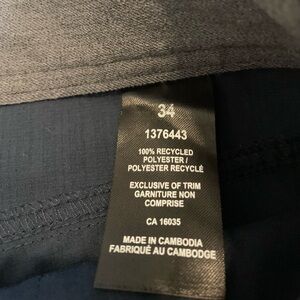 34
1376443
100% RECYCLED
POLYESTER /
POLYESTER RECYCLÉ
EXCLUSIVE OF TRIM
GARNITURE NON
COMPRISE
CA 16035
MADE IN CAMBODIA
FABRIQUÉ AU CAMBODGE